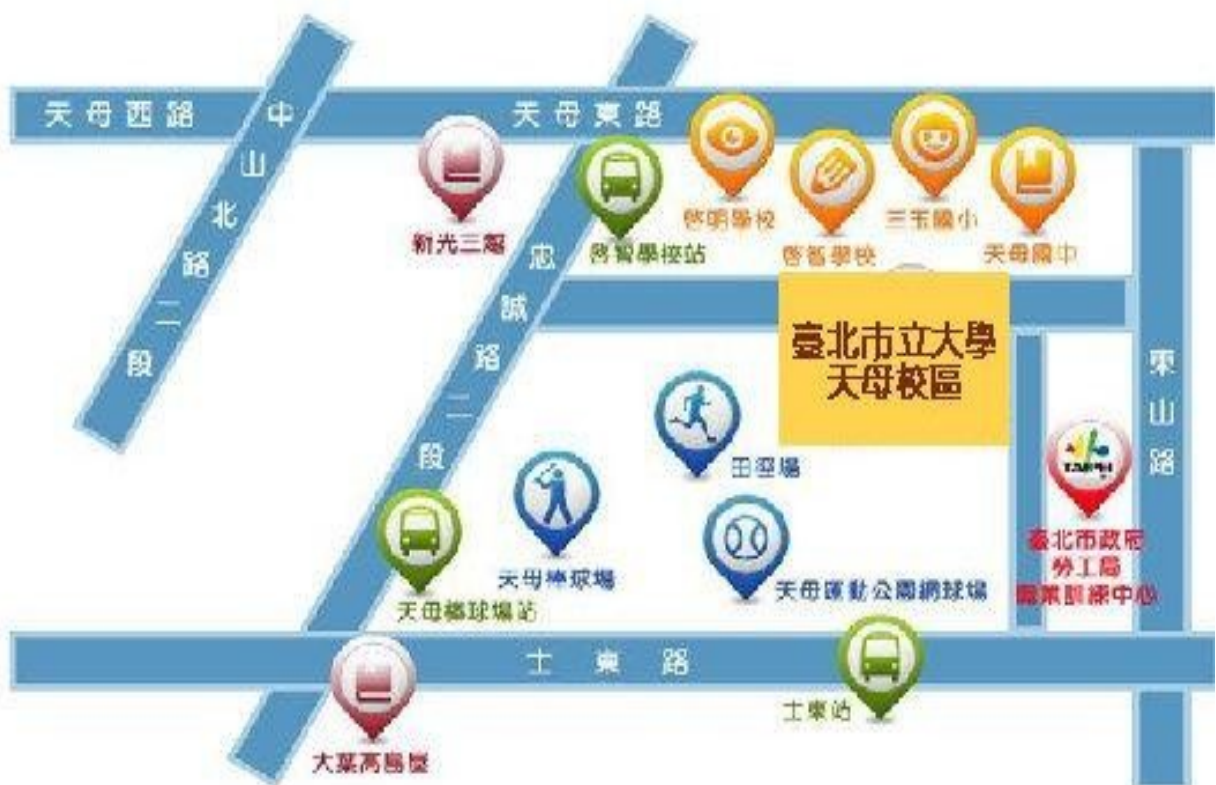 天母西路
天母東路
中山北路二段
忠誠路二段
新光三越
啓智學校站
啓明學校
啓智學校
三玉國小
天母國中
臺北市立大學
天母校區
東山路
田徑場
天母棒球場
天母運動公園網球場
TAIPEI
臺北市政府
勞工局
職業訓練中心
天母棒球場站
士東路
士東站
大葉高島屋